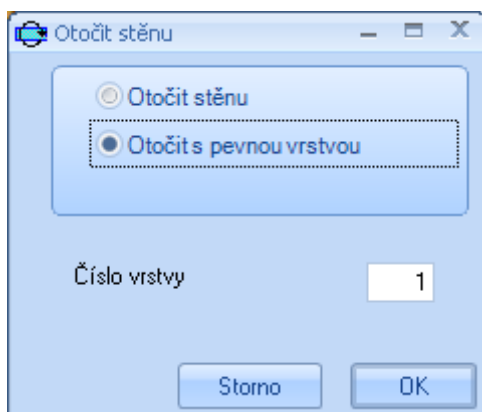 Otočit stěnu
Otočit stěnu
Otočit s pevnou vrstvou
Číslo vrstvy 1
Storno OK